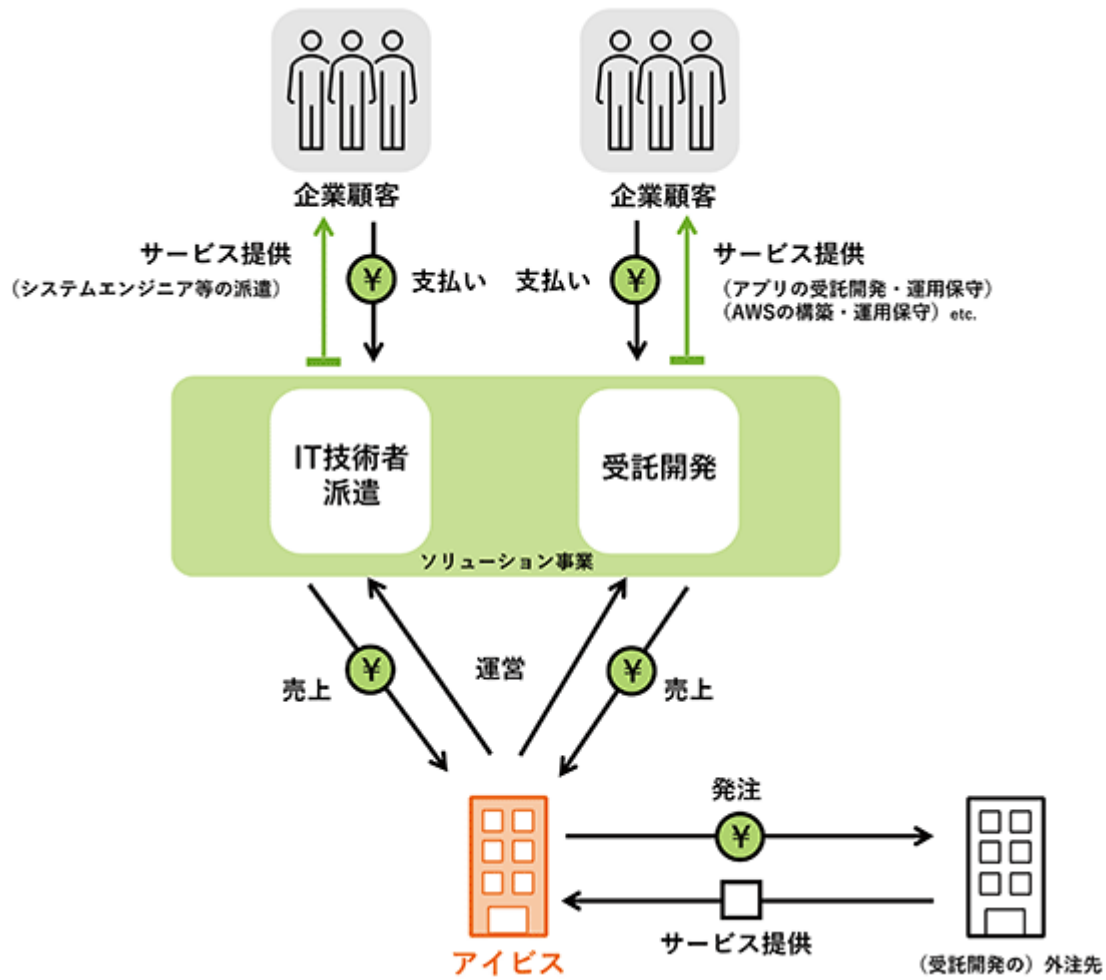 企業顧客
企業顧客
サービス提供
(システムエンジニア等の派遣)
¥
支払い
支払い
¥
サービス提供
(アプリの受託開発・運用保守)
(AWSの構築・運用保守) etc.
IT技術者
派遣
受託開発
ソリューション事業
¥
売上
運営
¥
売上
発注
¥
サービス提供
アイビス
(受託開発の) 外注先